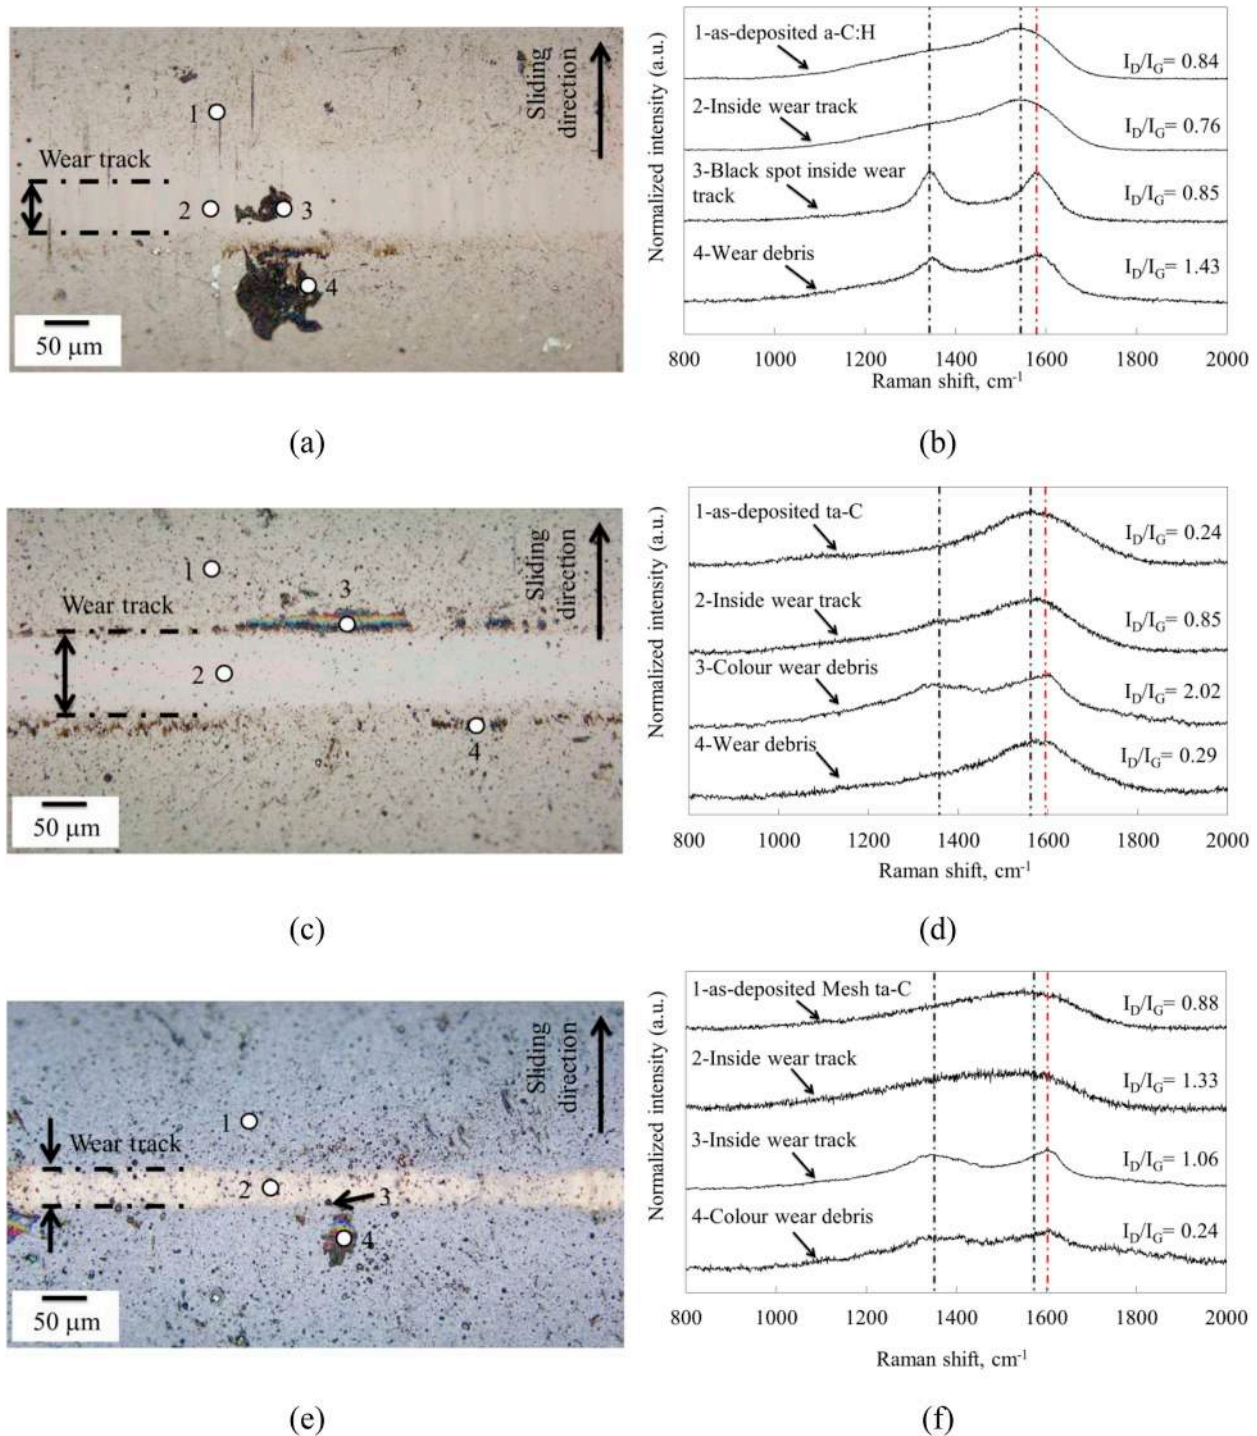 Sliding
direction
1
Wear track
2
3
4
50 μm
(a)
Normalized intensity (a.u.)
1-as-deposited a-C:H
I_D/I_G= 0.84
2-Inside wear track
I_D/I_G= 0.76
3-Black spot inside wear
track
I_D/I_G= 0.85
4-Wear debris
I_D/I_G= 1.43
800 1000 1200 1400 1600 1800 2000
Raman shift, cm⁻¹
(b)
Sliding
direction
1
3
Wear track
2
4
50 μm
(c)
Normalized intensity (a.u.)
1-as-deposited ta-C
I_D/I_G= 0.24
2-Inside wear track
I_D/I_G= 0.85
3-Colour wear debris
I_D/I_G= 2.02
4-Wear debris
I_D/I_G= 0.29
800 1000 1200 1400 1600 1800 2000
Raman shift, cm⁻¹
(d)
Sliding
direction
1
Wear track
2
3
4
50 μm
(e)
Normalized intensity (a.u.)
1-as-deposited Mesh ta-C
I_D/I_G= 0.88
2-Inside wear track
I_D/I_G= 1.33
3-Inside wear track
I_D/I_G= 1.06
4-Colour wear debris
I_D/I_G= 0.24
800 1000 1200 1400 1600 1800 2000
Raman shift, cm⁻¹
(f)